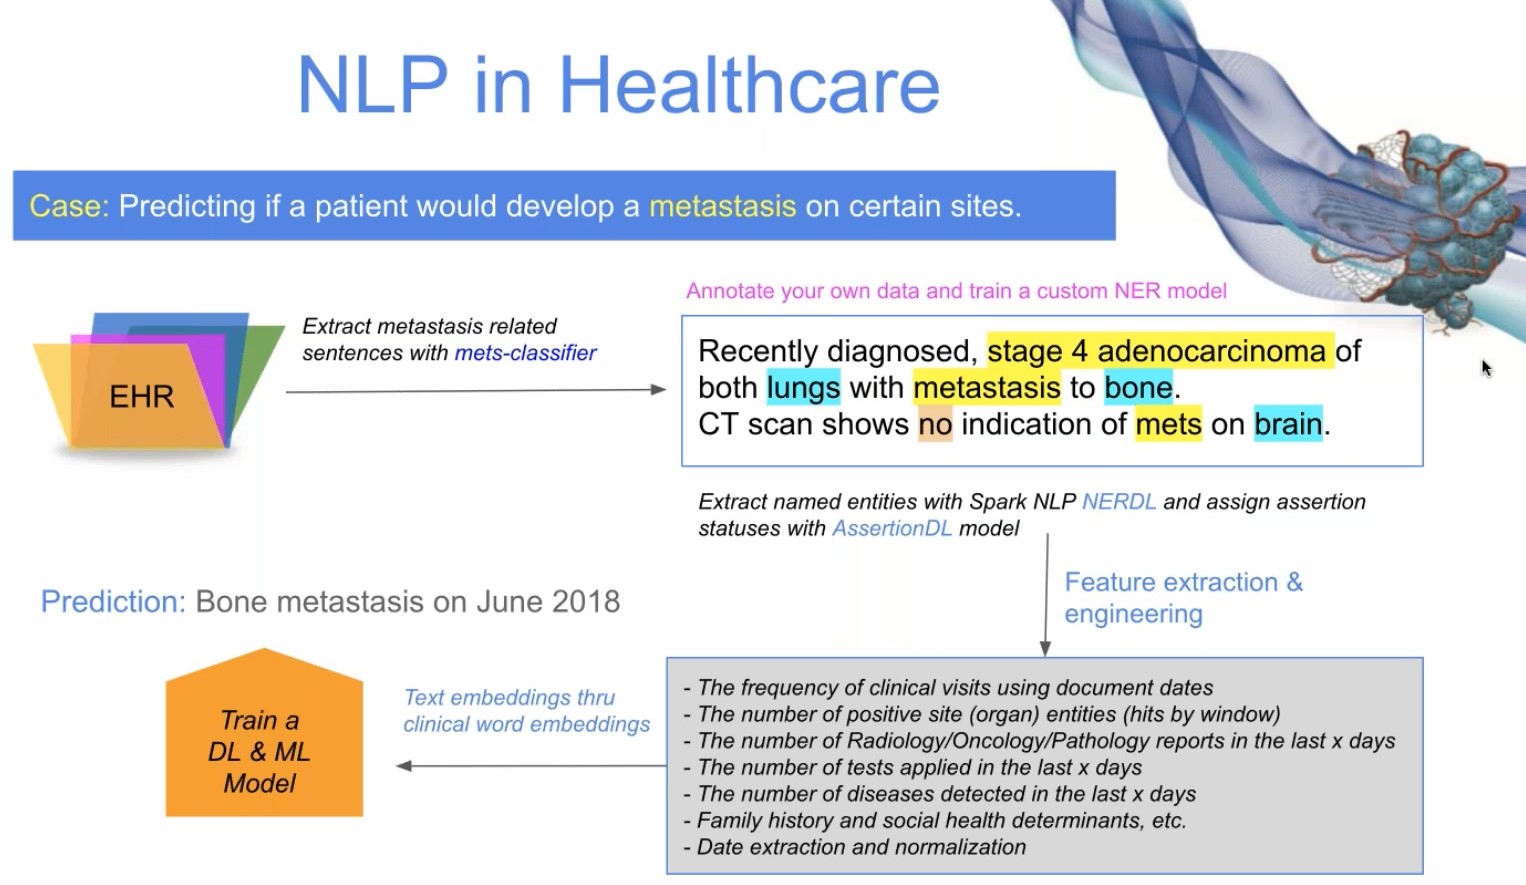 NLP in Healthcare
Case: Predicting if a patient would develop a metastasis on certain sites.
Annotate your own data and train a custom NER model
EHR
Extract metastasis related
sentences with mets-classifier
Recently diagnosed, stage 4 adenocarcinoma of
both lungs with metastasis to bone.
CT scan shows no indication of mets on brain.
Extract named entities with Spark NLP NERDL and assign assertion
statuses with AssertionDL model
Feature extraction &
engineering
- The frequency of clinical visits using document dates
- The number of positive site (organ) entities (hits by window)
- The number of Radiology/Oncology/Pathology reports in the last x days
- The number of tests applied in the last x days
- The number of diseases detected in the last x days
- Family history and social health determinants, etc.
- Date extraction and normalization
Text embeddings thru
clinical word embeddings
Prediction: Bone metastasis on June 2018
Train a
DL & ML
Model